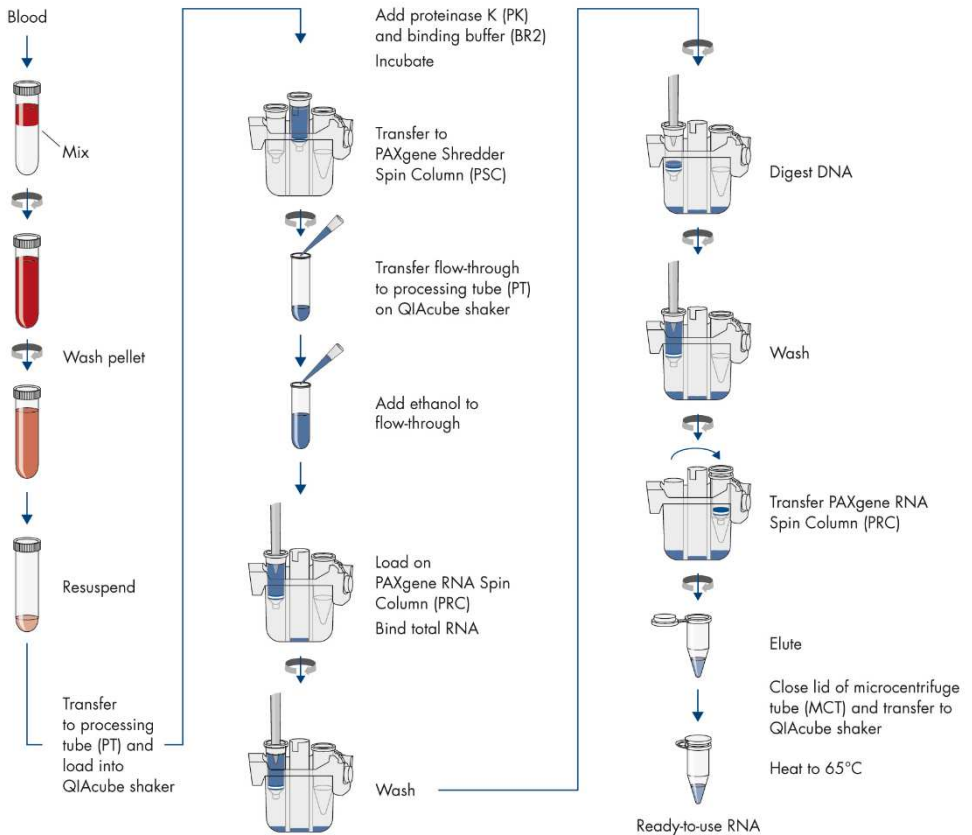 Blood
Mix
Wash pellet
Resuspend
Transfer
to processing
tube (PT) and
load into
QIAcube shaker
Add proteinase K (PK)
and binding buffer (BR2)
Incubate
Transfer to
PAXgene Shredder
Spin Column (PSC)
Transfer flow-through
to processing tube (PT)
on QIAcube shaker
Add ethanol to
flow-through
Load on
PAXgene RNA Spin
Column (PRC)
Bind total RNA
Wash
Digest DNA
Wash
Transfer PAXgene RNA
Spin Column (PRC)
Elute
Close lid of microcentrifuge
tube (MCT) and transfer to
QIAcube shaker
Heat to 65°C
Ready-to-use RNA